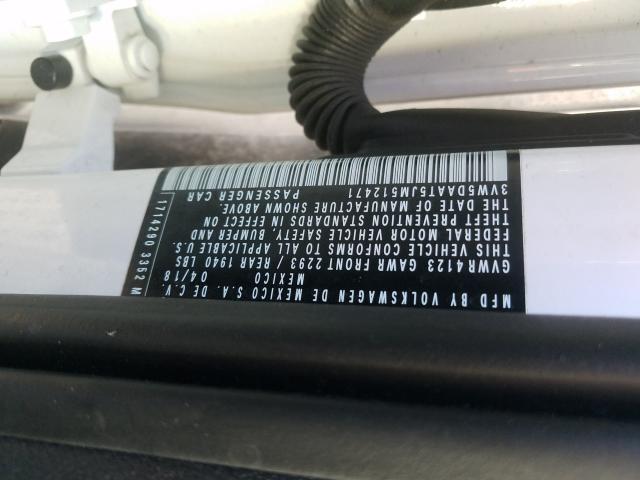 MFD BY VOLKSWAGEN DE MEXICO S.A. DE C.V.
MEXICO 04/18
GVWR4123 GAWR FRONT 2293 / REAR 1940 LBS
THIS VEHICLE CONFORMS TO ALL APPLICABLE U.S.
FEDERAL MOTOR VEHICLE SAFETY, BUMPER AND
THEFT PREVENTION STANDARDS IN EFFECT ON
THE DATE OF MANUFACTURE SHOWN ABOVE.
3VW5DAAT5JM512471 PASSENGER CAR
1714290 3352 M